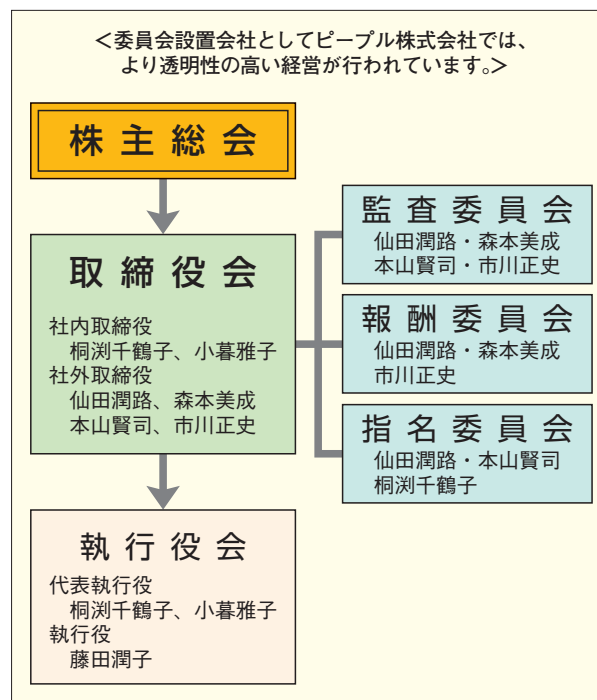 <委員会設置会社としてピープル株式会社では、
より透明性の高い経営が行われています。>
株主総会
取締役会
社内取締役
桐渕千鶴子、小暮雅子
社外取締役
仙田潤路、森本美成
本山賢司、市川正史
監査委員会
仙田潤路・森本美成
本山賢司・市川正史
報酬委員会
仙田潤路・森本美成
市川正史
指名委員会
仙田潤路・本山賢司
桐渕千鶴子
執行役会
代表執行役
桐渕千鶴子、小暮雅子
執行役
藤田潤子